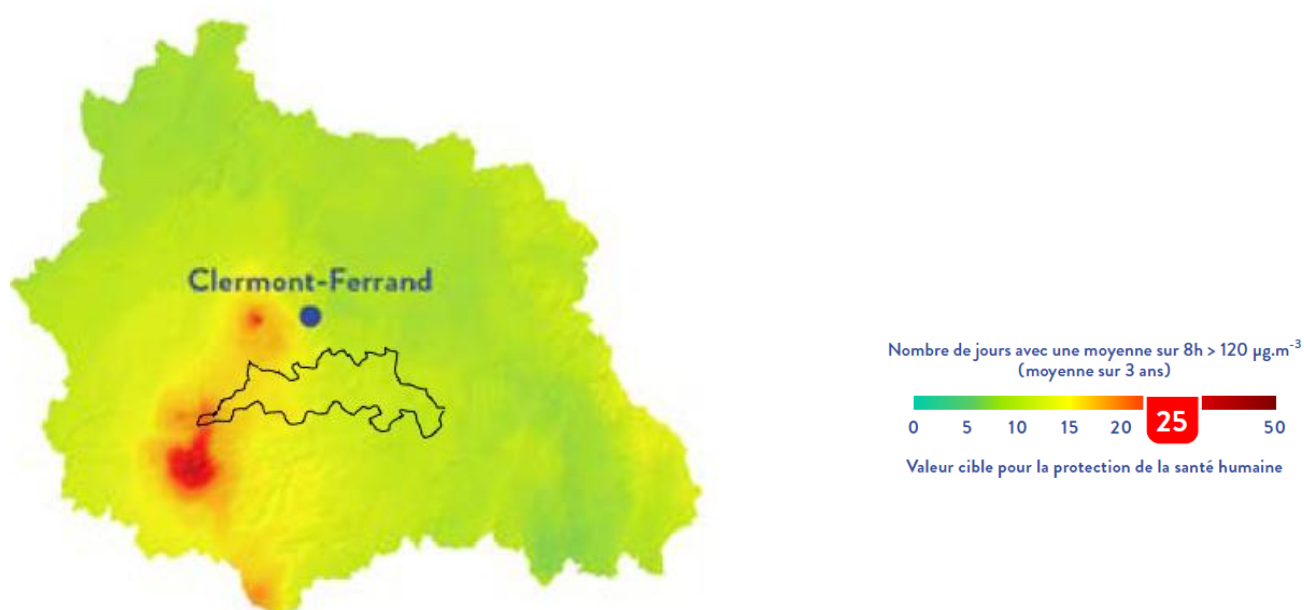 Clermont-Ferrand
Nombre de jours avec une moyenne sur 8h > 120 µg.m⁻³
(moyenne sur 3 ans)
0 5 10 15 20 25 50
Valeur cible pour la protection de la santé humaine